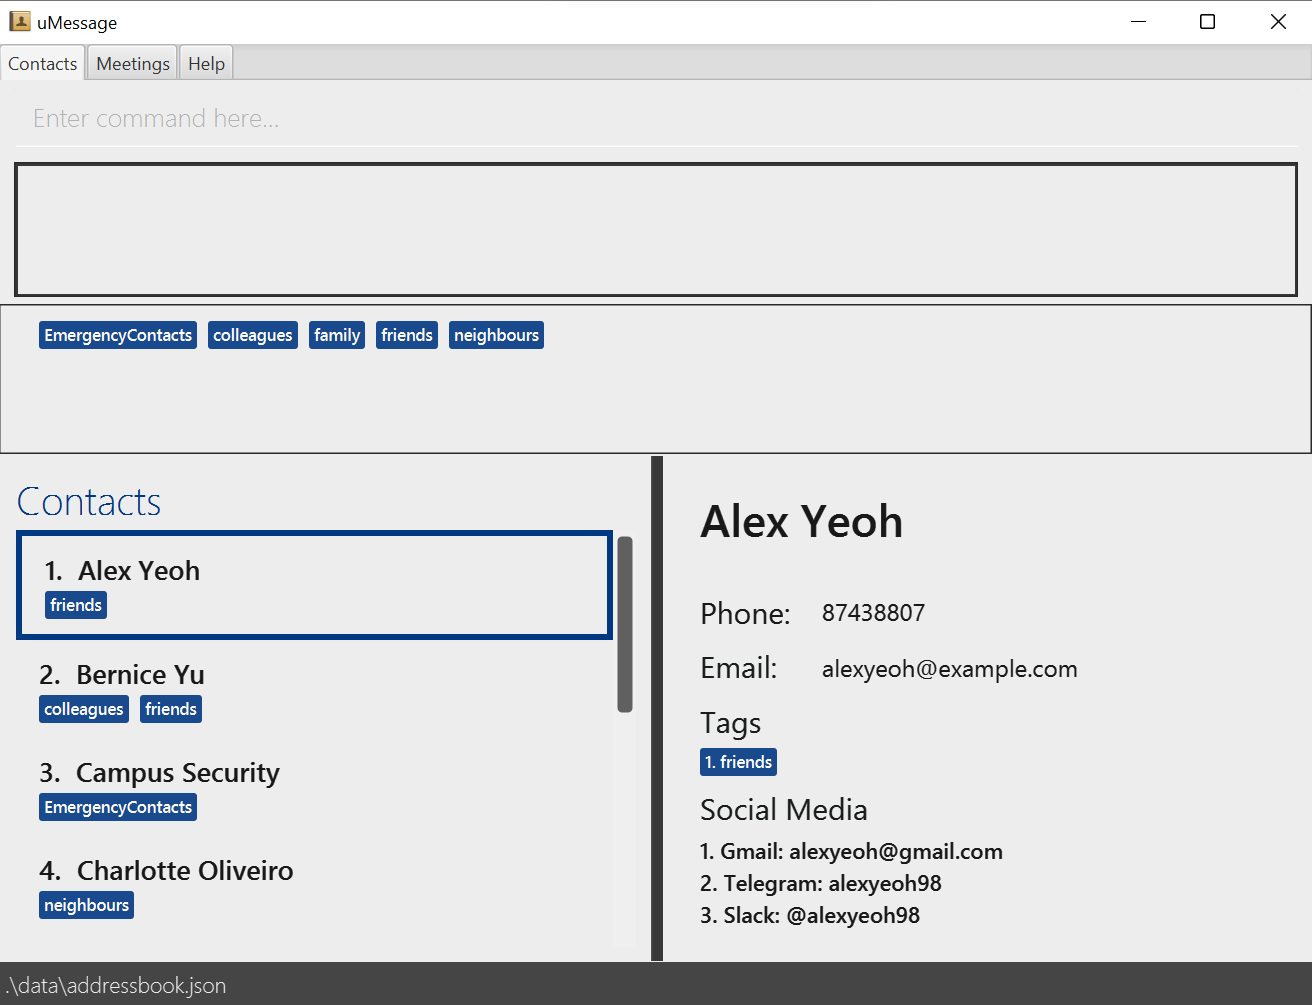 uMessage
Contacts Meetings Help
Enter command here...
EmergencyContacts colleagues family friends neighbours
Contacts
1. Alex Yeoh
friends
2. Bernice Yu
colleagues friends
3. Campus Security
EmergencyContacts
4. Charlotte Oliveiro
neighbours
Alex Yeoh
Phone: 87438807
Email: alexyeoh@example.com
Tags
1. friends
Social Media
1. Gmail: alexyeoh@gmail.com
2. Telegram: alexyeoh98
3. Slack: @alexyeoh98
.\data\addressbook.json